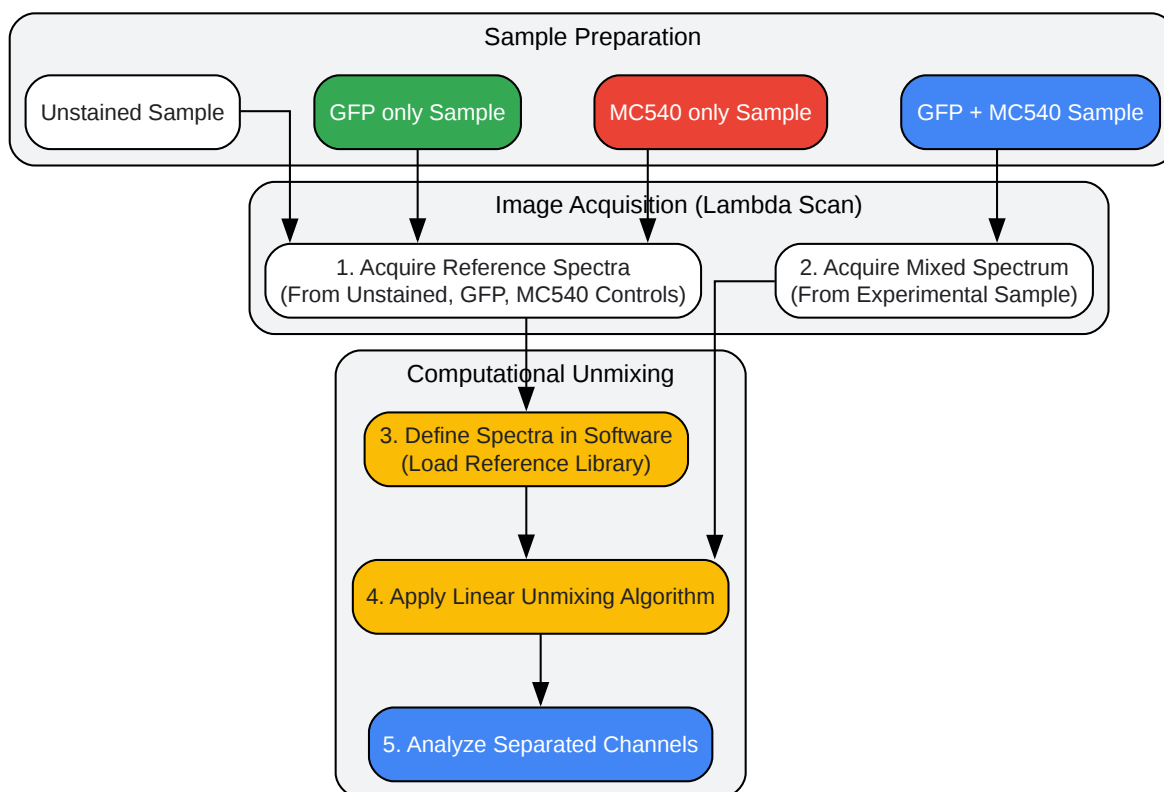 Sample Preparation
Unstained Sample
GFP only Sample
MC540 only Sample
GFP + MC540 Sample
Image Acquisition (Lambda Scan)
1. Acquire Reference Spectra
(From Unstained, GFP, MC540 Controls)
2. Acquire Mixed Spectrum
(From Experimental Sample)
Computational Unmixing
3. Define Spectra in Software
(Load Reference Library)
4. Apply Linear Unmixing Algorithm
5. Analyze Separated Channels